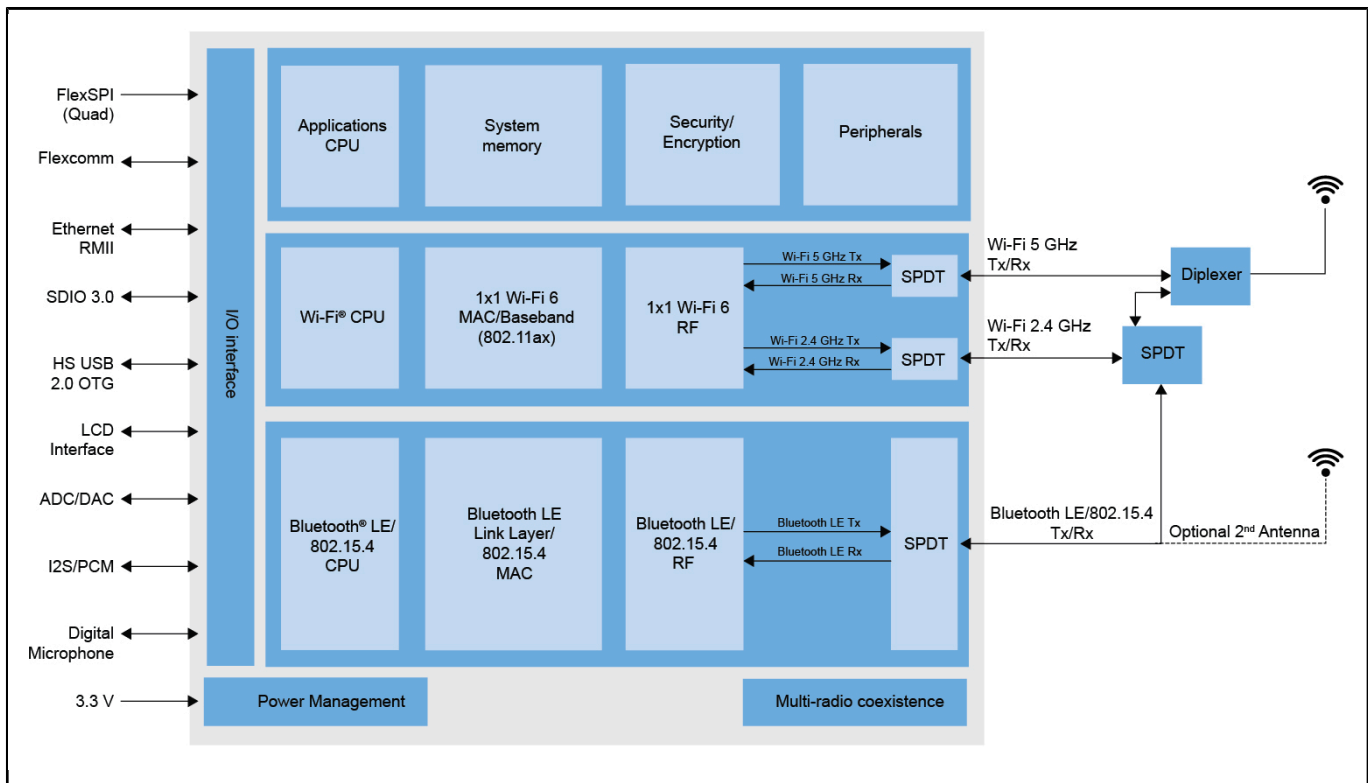 FlexSPI
(Quad)
Flexcomm
Ethernet
RMII
SDIO 3.0
HS USB
2.0 OTG
LCD
Interface
ADC/DAC
I2S/PCM
Digital
Microphone
3.3 V
I/O interface
Applications
CPU
System
memory
Security/
Encryption
Peripherals
Wi-Fi® CPU
1x1 Wi-Fi 6
MAC/Baseband
(802.11ax)
1x1 Wi-Fi 6
RF
Wi-Fi 5 GHz Tx
Wi-Fi 5 GHz Rx
SPDT
Wi-Fi 2.4 GHz Tx
Wi-Fi 2.4 GHz Rx
SPDT
Bluetooth® LE/
802.15.4
CPU
Bluetooth LE
Link Layer/
802.15.4
MAC
Bluetooth LE/
802.15.4
RF
Bluetooth LE Tx
Bluetooth LE Rx
SPDT
Power Management
Multi-radio coexistence
Wi-Fi 5 GHz
Tx/Rx
Diplexer
Wi-Fi 2.4 GHz
Tx/Rx
SPDT
Bluetooth LE/802.15.4
Tx/Rx
Optional 2nd Antenna